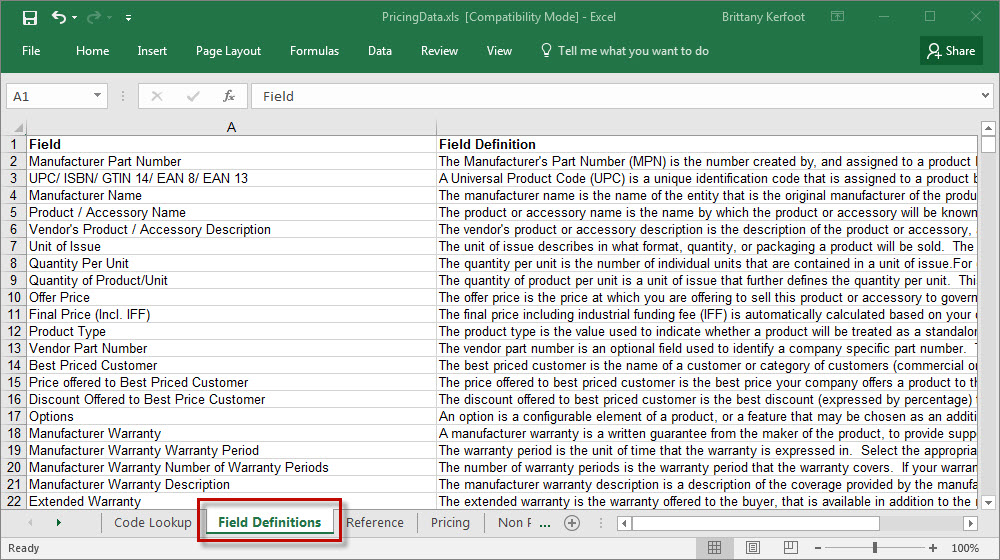 PricingData.xls [Compatibility Mode] - Excel
Brittany Kerfoot
File Home Insert Page Layout Formulas Data Review View Tell me what you want to do Share
A1 fx Field
A
1 Field Field Definition
2 Manufacturer Part Number The Manufacturer's Part Number (MPN) is the number created by, and assigned to a product
3 UPC/ ISBN/ GTIN 14/ EAN 8/ EAN 13 A Universal Product Code (UPC) is a unique identification code that is assigned to a product
4 Manufacturer Name The manufacturer name is the name of the entity that is the original manufacturer of the produ
5 Product / Accessory Name The product or accessory name is the name by which the product or accessory will be known
6 Vendor's Product / Accessory Description The vendor's product or accessory description is the description of the product or accessory,
7 Unit of Issue The unit of issue describes in what format, quantity, or packaging a product will be sold. The
8 Quantity Per Unit The quantity per unit is the number of individual units that are contained in a unit of issue.For
9 Quantity of Product/Unit The quantity of product per unit is a unit of issue that further defines the quantity per unit. Thi
10 Offer Price The offer price is the price at which you are offering to sell this product or accessory to govern
11 Final Price (Incl. IFF) The final price including industrial funding fee (IFF) is automatically calculated based on your
12 Product Type The product type is the value used to indicate whether a product will be treated as a standalon
13 Vendor Part Number The vendor part number is an optional field used to identify a company specific part number.
14 Best Priced Customer The best priced customer is the name of a customer or category of customers (commercial or
15 Price offered to Best Priced Customer The price offered to best priced customer is the best price your company offers a product to th
16 Discount Offered to Best Price Customer The discount offered to best priced customer is the best discount (expressed by percentage)
17 Options An option is a configurable element of a product, or a feature that may be chosen as an additi
18 Manufacturer Warranty A manufacturer warranty is a written guarantee from the maker of the product, to provide supp
19 Manufacturer Warranty Warranty Period The warranty period is the unit of time that the warranty is expressed in. Select the appropria
20 Manufacturer Warranty Number of Warranty Periods The number of warranty periods is the warranty period that the warranty covers. If your warran
21 Manufacturer Warranty Description The manufacturer warranty description is a description of the coverage provided by the manufa
22 Extended Warranty The extended warranty is the warranty offered to the buyer, that is available in addition to the
Code Lookup Field Definitions Reference Pricing Non ...
Ready 100%